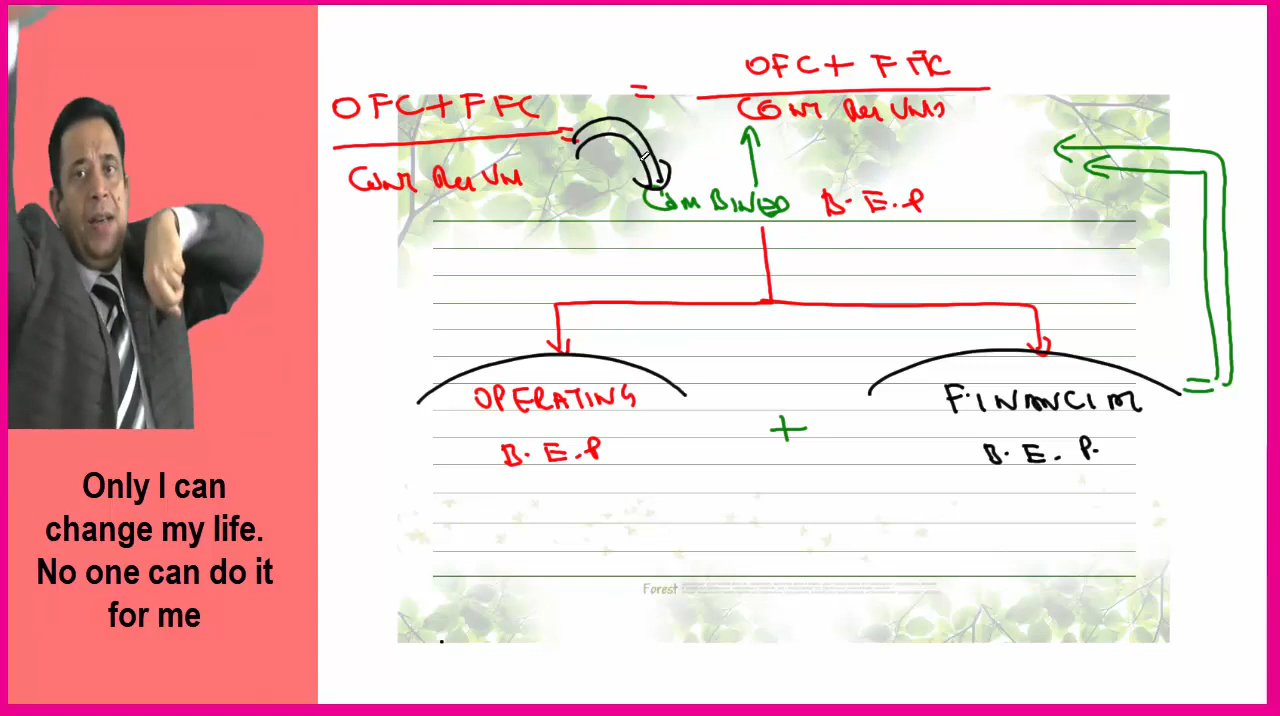 OFC + FFC
Cont Per Unit
=
OFC + FFC
Cont Per Unit
=
COMBINED B.E.P
OPERATING
B.E.P
+
FINANCIAL
B.E.P.
=
Forest
Only I can
change my life.
No one can do it
for me